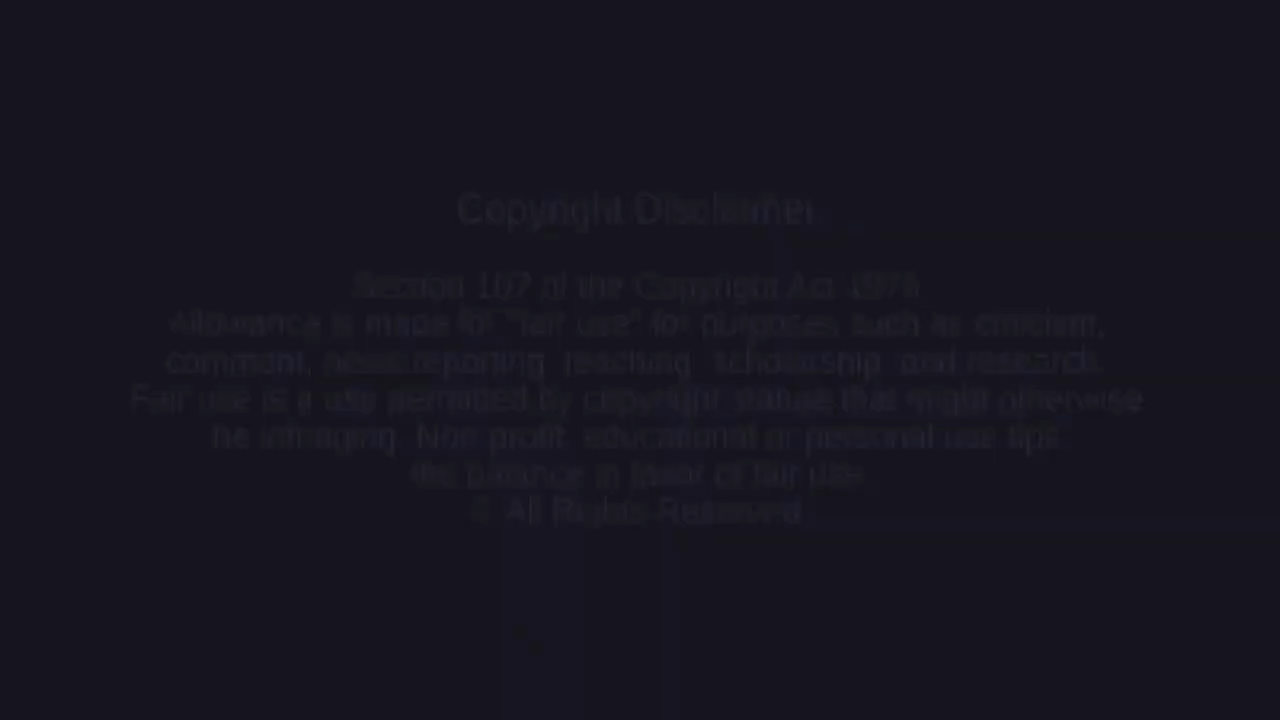 Copyright Disclaimer
Section 107 of the Copyright Act 1976
Allowance is made for "fair use" for purposes such as criticism,
comment, news reporting, teaching, scholarship, and research.
Fair use is a use permitted by copyright statute that might otherwise
be infringing. Non profit, educational or personal use tips
the balance in favor of fair use.
All Rights Reserved